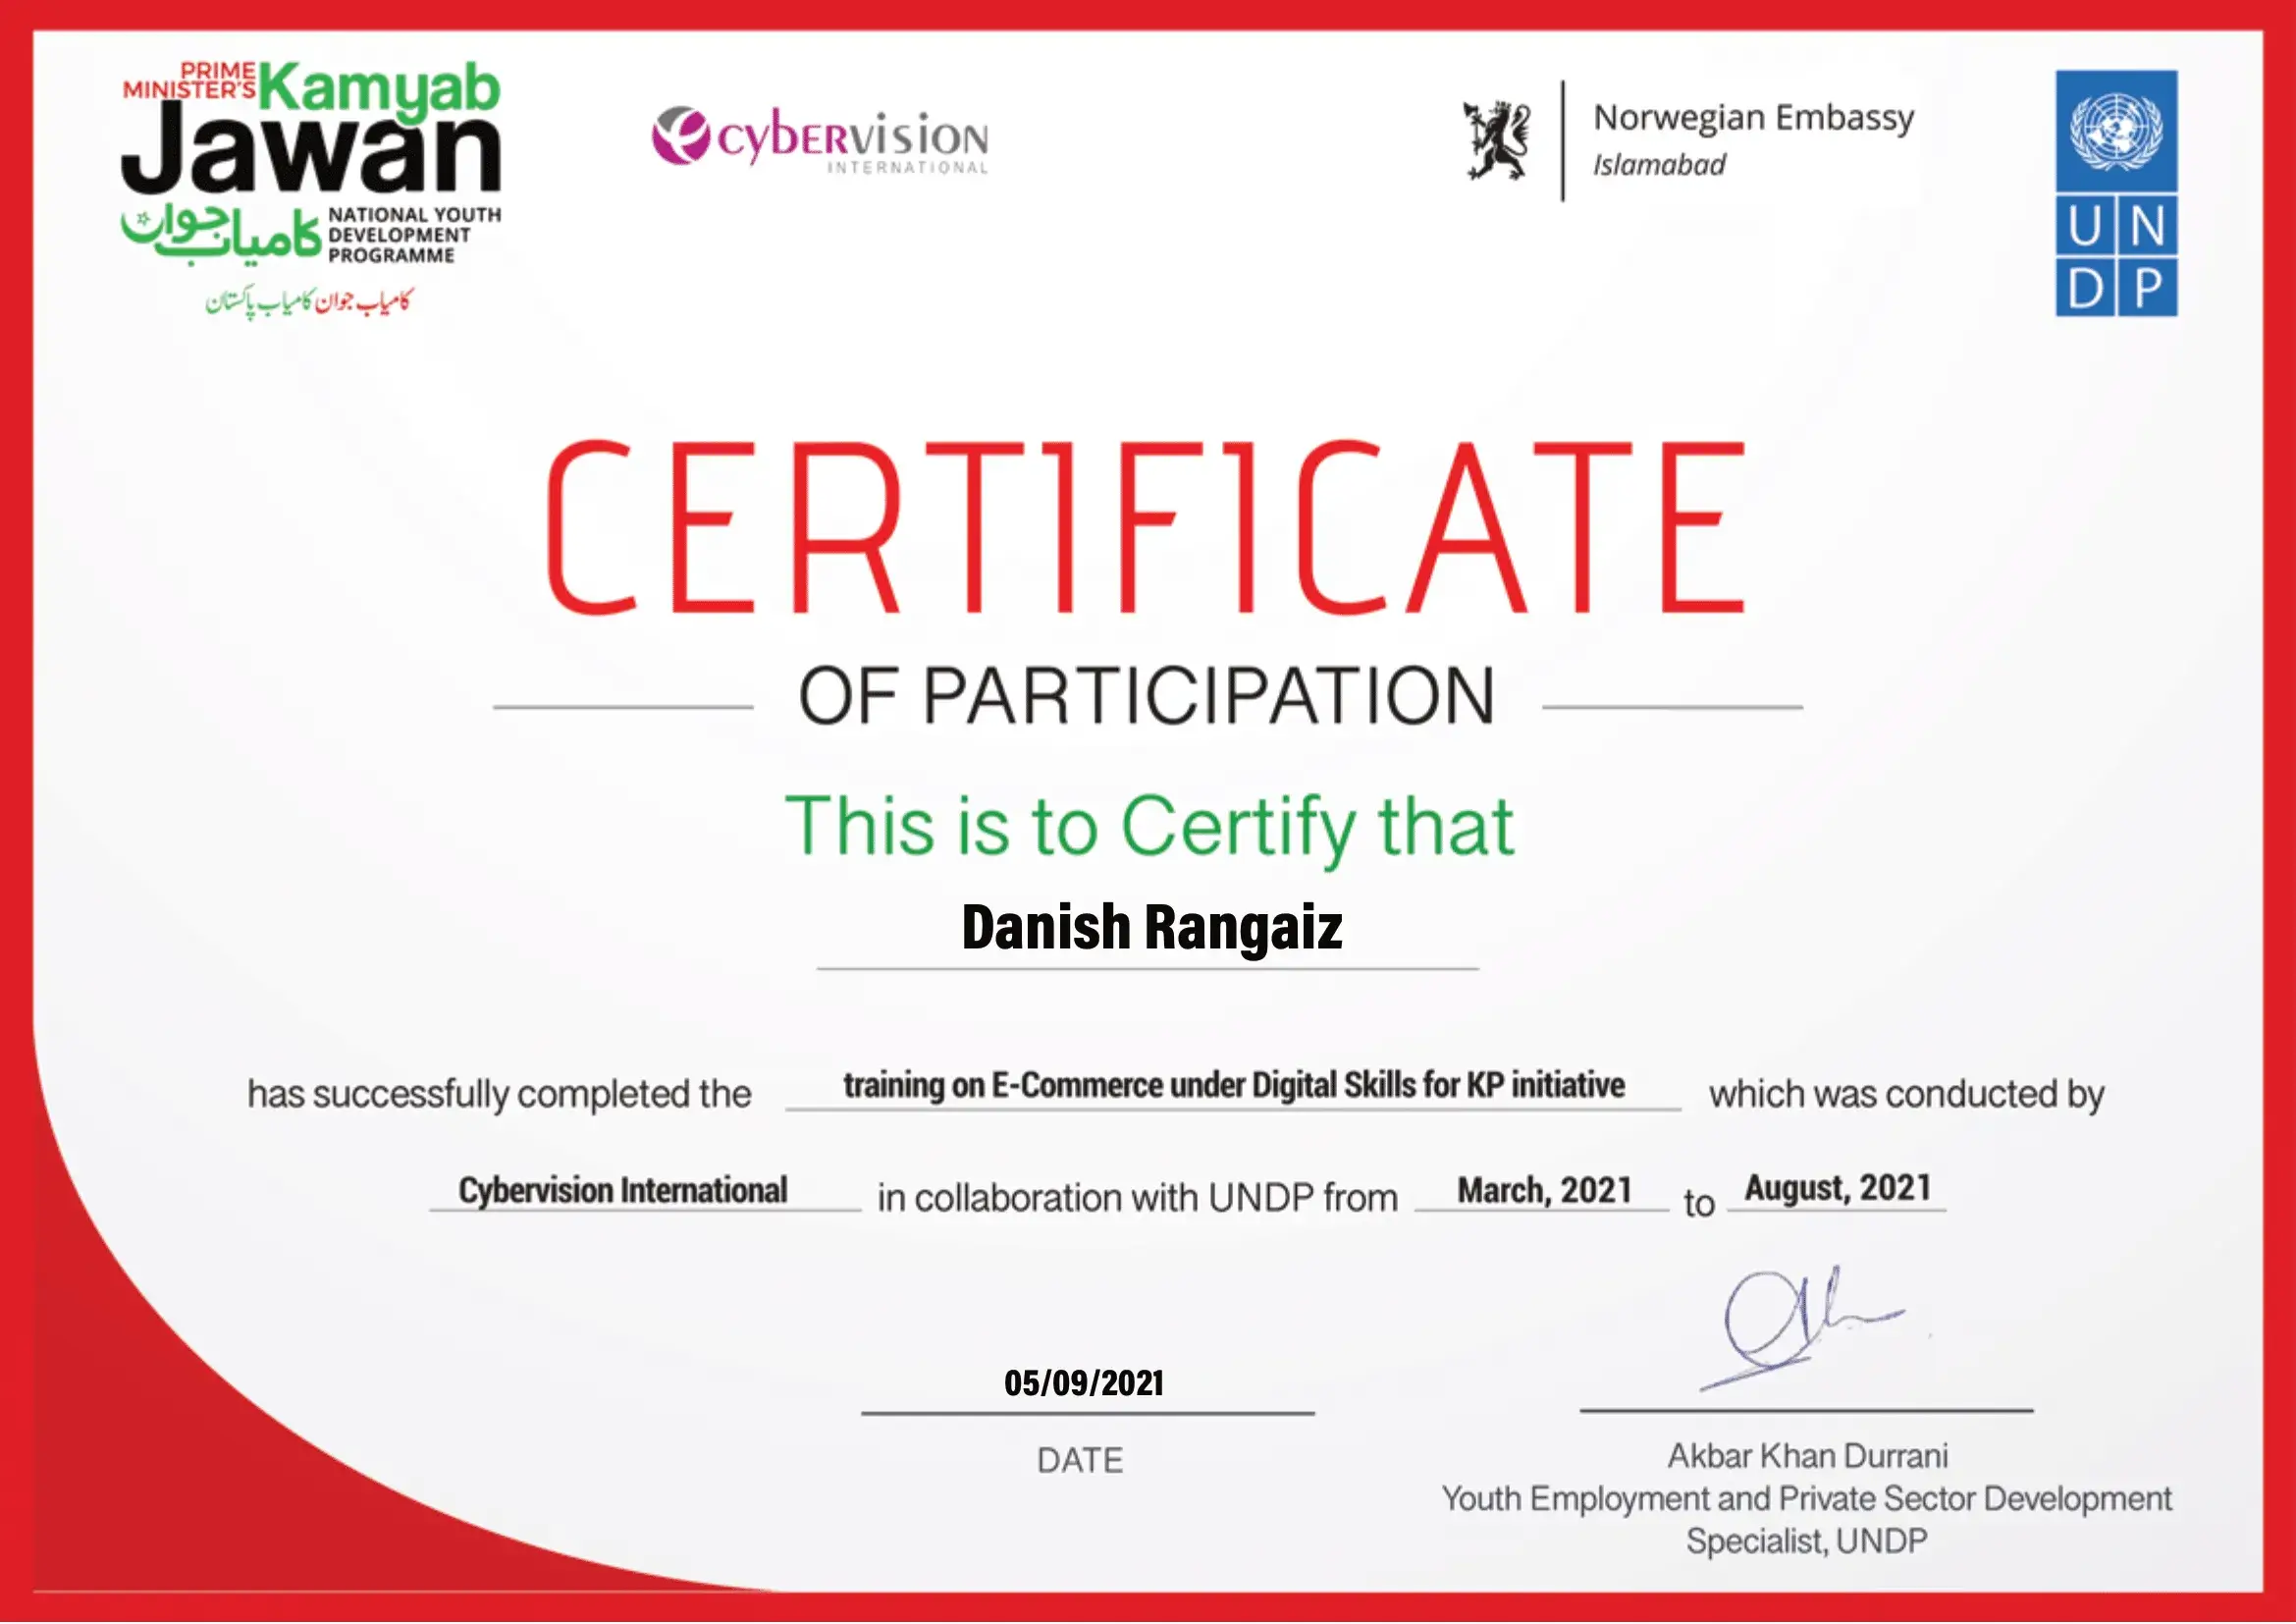 PRIME
MINISTER'S Kamyab
Jawan
کامیاب جوان
NATIONAL YOUTH
DEVELOPMENT
PROGRAMME
کامیاب جوان کامیاب پاکستان
cybervision
INTERNATIONAL
Norwegian Embassy
Islamabad
U N
D P
CERTIFICATE
OF PARTICIPATION
This is to Certify that
Danish Rangaiz
has successfully completed the training on E-Commerce under Digital Skills for KP initiative which was conducted by
Cybervision International in collaboration with UNDP from March, 2021 to August, 2021
05/09/2021
DATE
Akbar Khan Durrani
Youth Employment and Private Sector Development
Specialist, UNDP